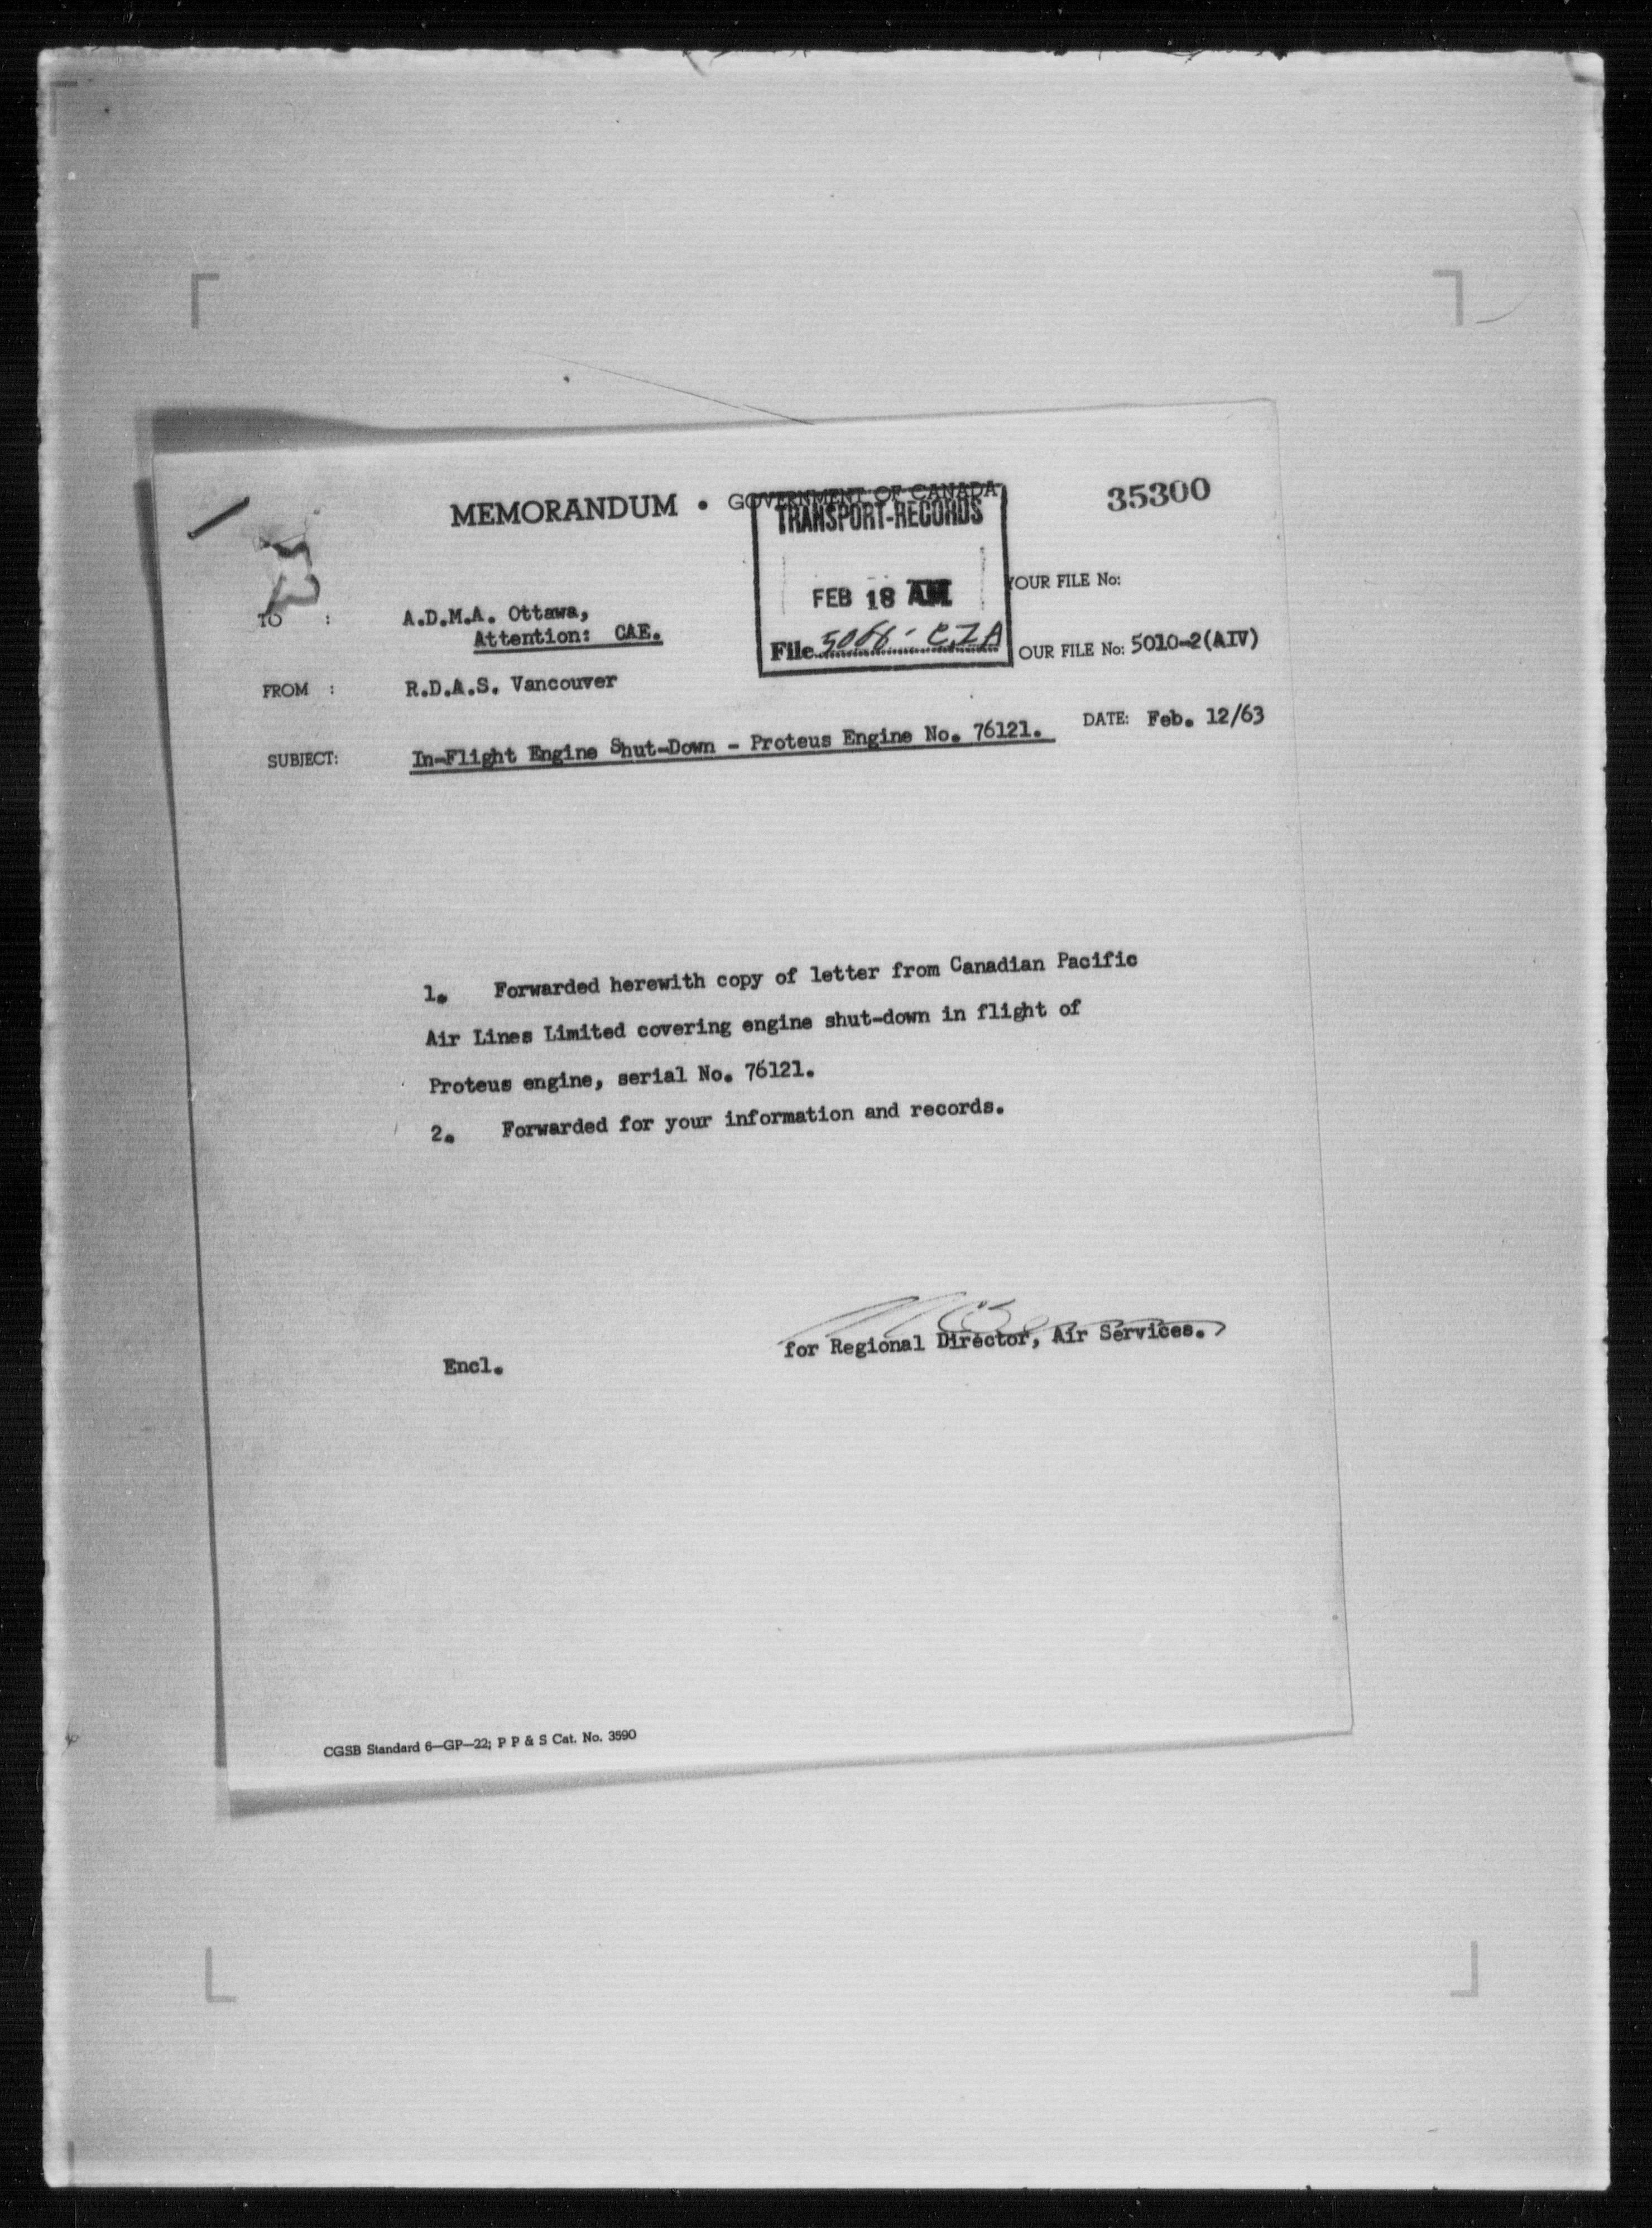 MEMORANDUM • GOVERNMENT OF CANADA
35300
TRANSPORT-RECORDS
FEB 18 AM
File 5066-CZA
YOUR FILE No:
OUR FILE No: 5010-2(AIV)
TO :
A.D.M.A. Ottawa,
Attention: CAE.
FROM :
R.D.A.S. Vancouver
DATE: Feb. 12/63
SUBJECT:
In-Flight Engine Shut-Down - Proteus Engine No. 76121.
1. Forwarded herewith copy of letter from Canadian Pacific
Air Lines Limited covering engine shut-down in flight of
Proteus engine, serial No. 76121.
2. Forwarded for your information and records.
for Regional Director, Air Services.
Encl.
CGSB Standard 6—GP—22; P P & S Cat. No. 3590